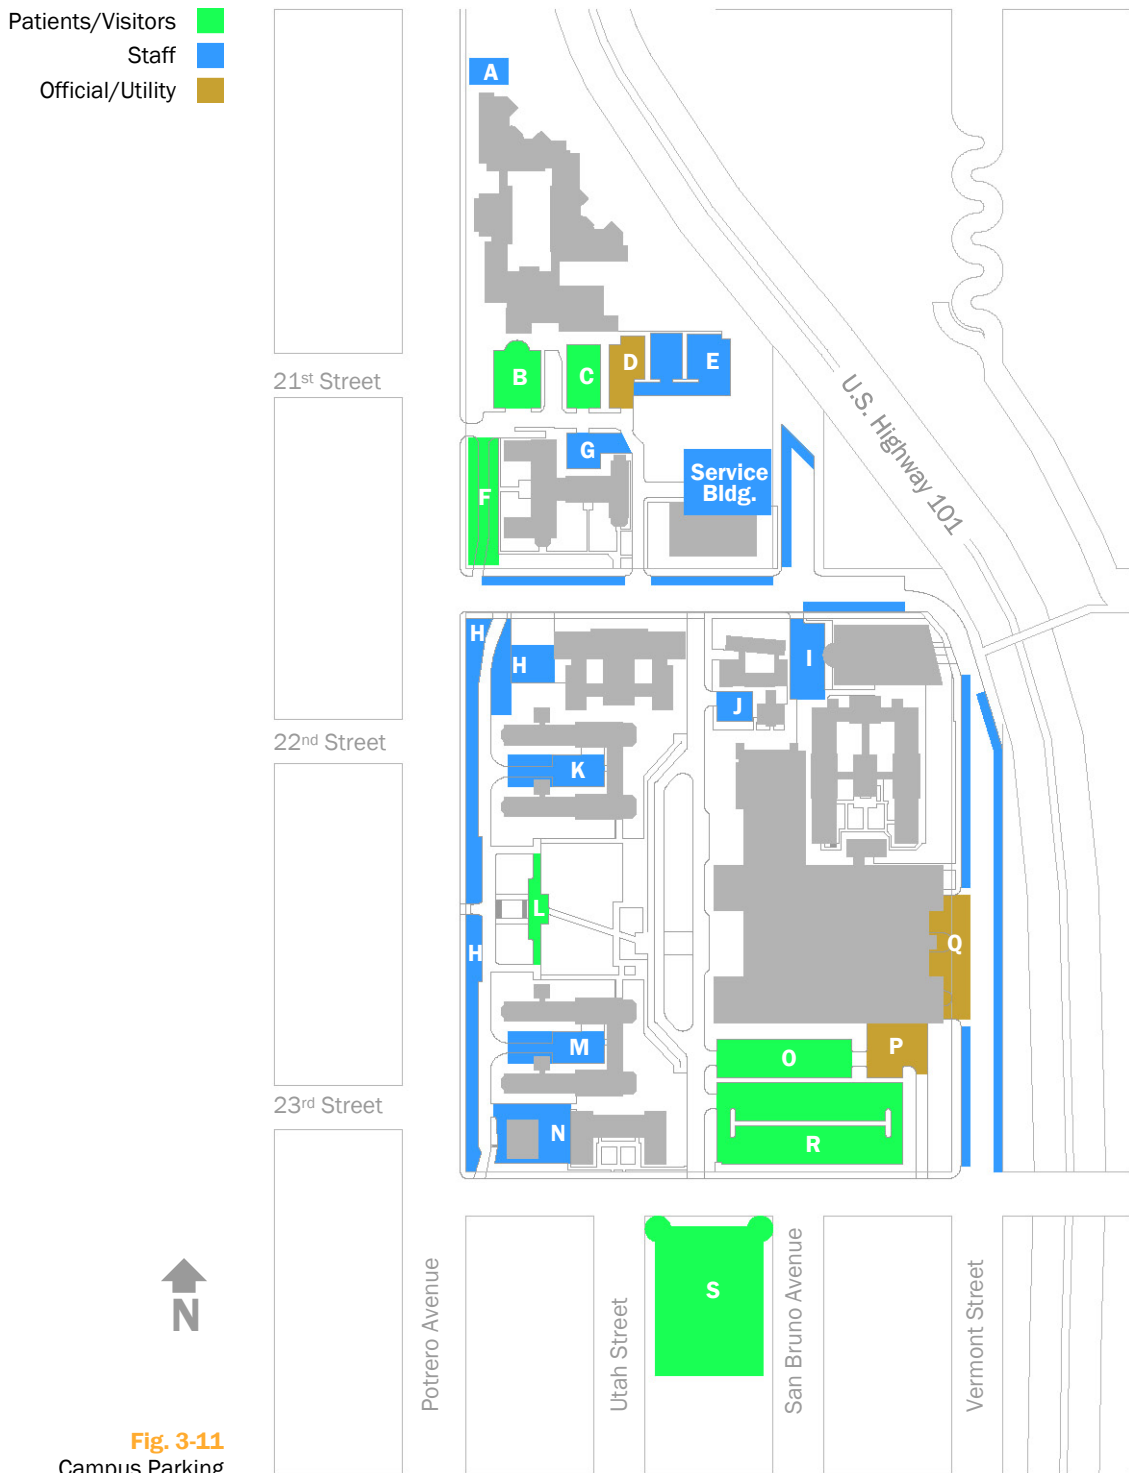 Patients/Visitors
Staff
Official/Utility
A
B
C
D
E
21st Street
U.S. Highway 101
G
Service
Bldg.
F
H
H
I
J
22nd Street
K
L
H
Q
M
O
P
23rd Street
N
R
S
N
Potrero Avenue
Utah Street
San Bruno Avenue
Vermont Street
Fig. 3-11
Campus Parking